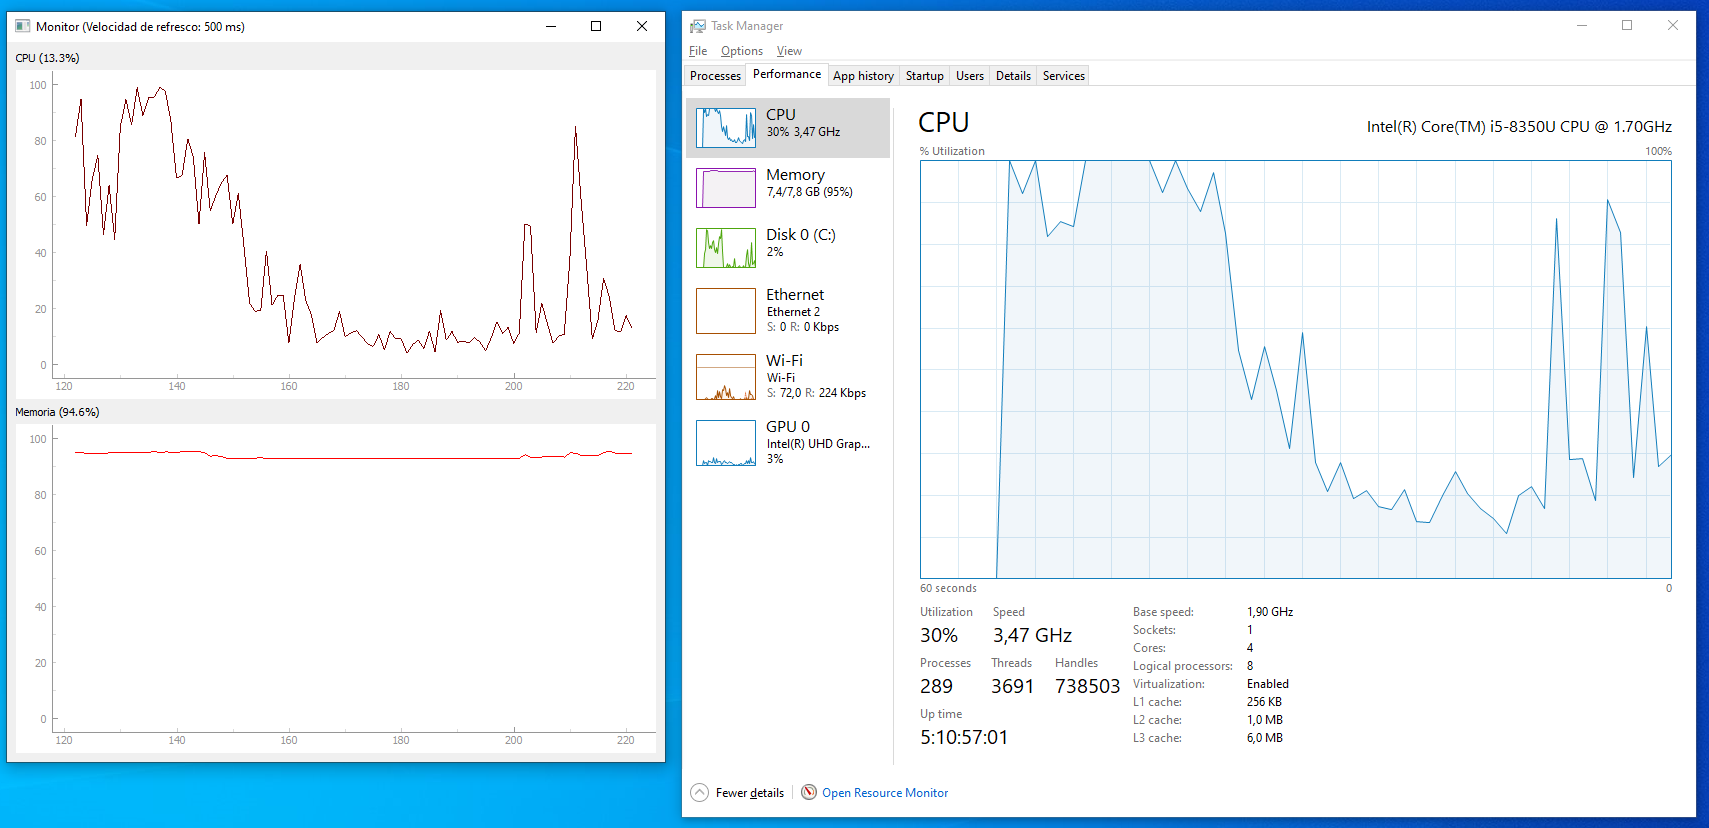 Monitor (Velocidad de refresco: 500 ms)
CPU (13.3%)
100
80
60
40
20
0
120 140 160 180 200 220
Memoria (94.6%)
100
80
60
40
20
0
120 140 160 180 200 220
Task Manager
File Options View
Processes Performance App history Startup Users Details Services
CPU
30% 3,47 GHz
Memory
7,4/7,8 GB (95%)
Disk 0 (C:)
2%
Ethernet
Ethernet 2
S: 0 R: 0 Kbps
Wi-Fi
Wi-Fi
S: 72,0 R: 224 Kbps
GPU 0
Intel(R) UHD Grap...
3%
CPU
Intel(R) Core(TM) i5-8350U CPU @ 1.70GHz
% Utilization 100%
60 seconds 0
Utilization Speed
30% 3,47 GHz
Processes Threads Handles
289 3691 738503
Up time
5:10:57:01
Base speed: 1,90 GHz
Sockets: 1
Cores: 4
Logical processors: 8
Virtualization: Enabled
L1 cache: 256 KB
L2 cache: 1,0 MB
L3 cache: 6,0 MB
Fewer details Open Resource Monitor